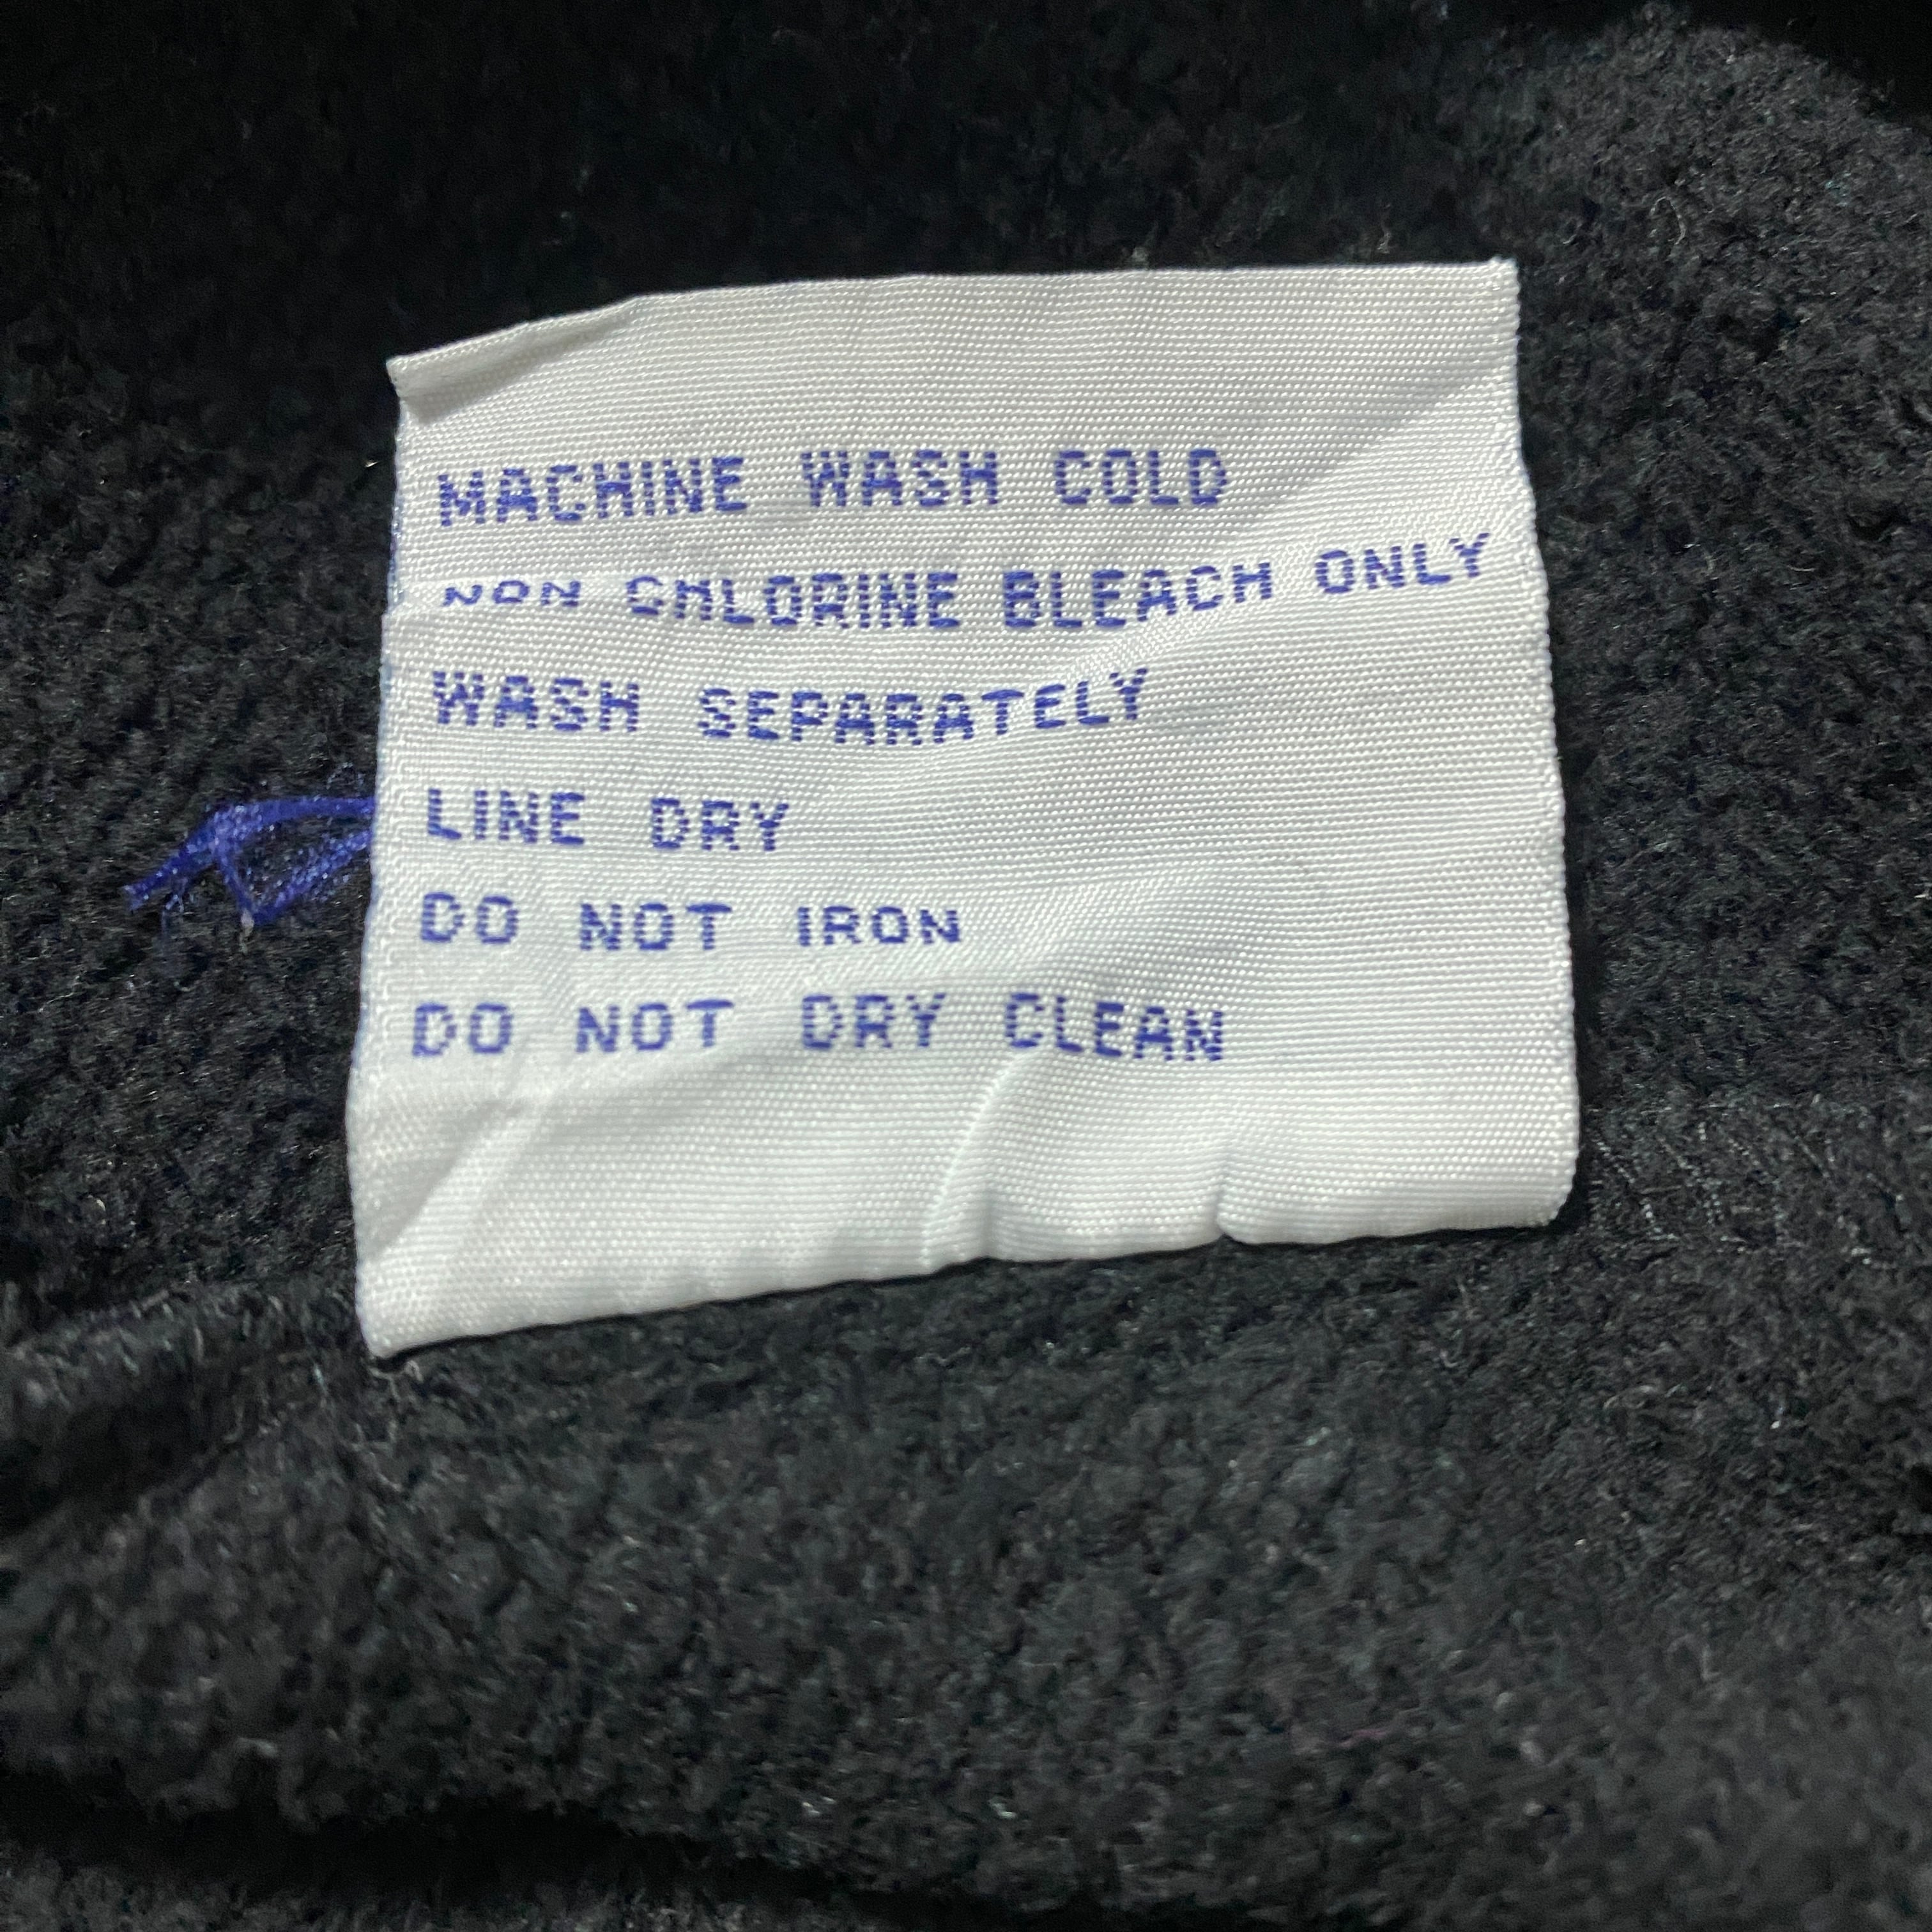 MACHINE WASH COLD
NON CHLORINE BLEACH ONLY
WASH SEPARATELY
LINE DRY
DO NOT IRON
DO NOT DRY CLEAN